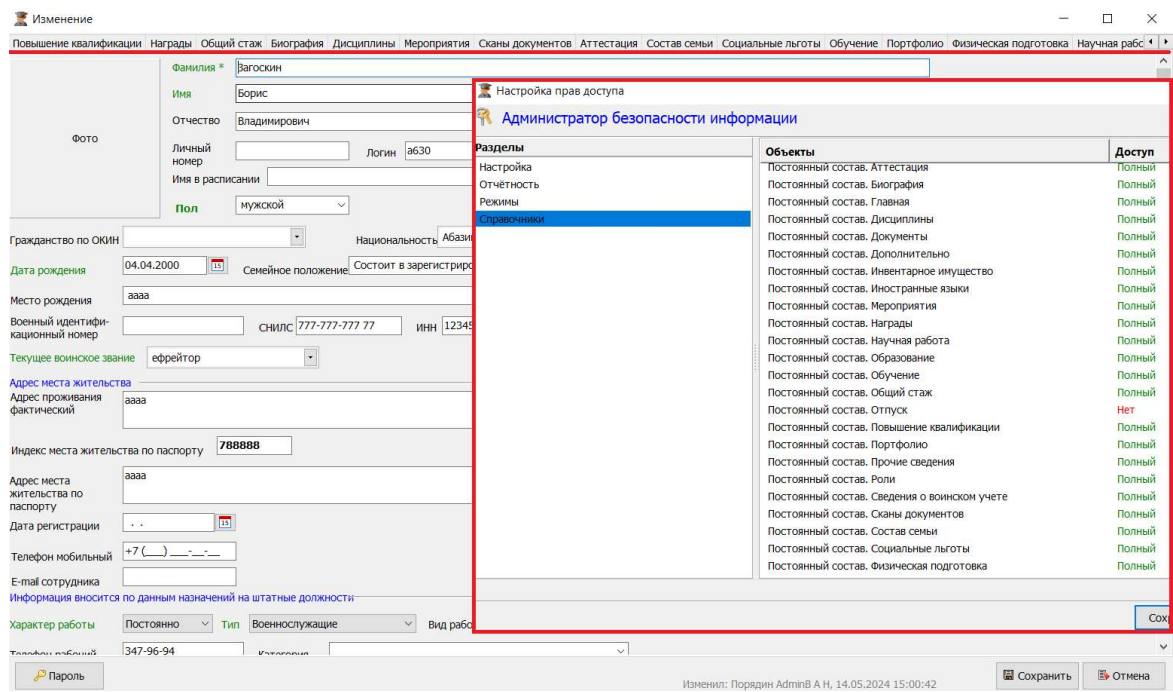 Изменение
Повышение квалификации Награды Общий стаж Биография Дисциплины Мероприятия Сканы документов Аттестация Состав семьи Социальные льготы Обучение Портфолио Физическая подготовка Научная рабс
Фото
Фамилия * Загоскин
Имя Борис
Отчество Владимирович
Личный номер Логин а630
Имя в расписании
Пол мужской
Гражданство по ОКИН Национальность Абази
Дата рождения 04.04.2000 15 Семейное положение Состоит в зарегистриро
Место рождения аааа
Военный идентифи-
кационный номер СНИЛС 777-777-777 77 ИНН 12345
Текущее воинское звание ефрейтор
Адрес места жительства
Адрес проживания
фактический аааа
Индекс места жительства по паспорту 788888
Адрес места
жительства по
паспорту аааа
Дата регистрации . . 15
Телефон мобильный +7 (___) ___-__-__
E-mail сотрудника
Информация вносится по данным назначений на штатные должности
Характер работы Постоянно Тип Военнослужащие Вид рабо
Телефон рабочий 347-96-94 Категория
Пароль
Изменил: Порядин AdminB А Н, 14.05.2024 15:00:42
Сохранить Отмена
Настройка прав доступа
Администратор безопасности информации
Разделы
Настройка
Отчётность
Режимы
Справочники
Объекты Доступ
Постоянный состав. Аттестация Полный
Постоянный состав. Биография Полный
Постоянный состав. Главная Полный
Постоянный состав. Дисциплины Полный
Постоянный состав. Документы Полный
Постоянный состав. Дополнительно Полный
Постоянный состав. Инвентарное имущество Полный
Постоянный состав. Иностранные языки Полный
Постоянный состав. Мероприятия Полный
Постоянный состав. Награды Полный
Постоянный состав. Научная работа Полный
Постоянный состав. Образование Полный
Постоянный состав. Обучение Полный
Постоянный состав. Общий стаж Полный
Постоянный состав. Отпуск Нет
Постоянный состав. Повышение квалификации Полный
Постоянный состав. Портфолио Полный
Постоянный состав. Прочие сведения Полный
Постоянный состав. Роли Полный
Постоянный состав. Сведения о воинском учете Полный
Постоянный состав. Сканы документов Полный
Постоянный состав. Состав семьи Полный
Постоянный состав. Социальные льготы Полный
Постоянный состав. Физическая подготовка Полный
Сохр